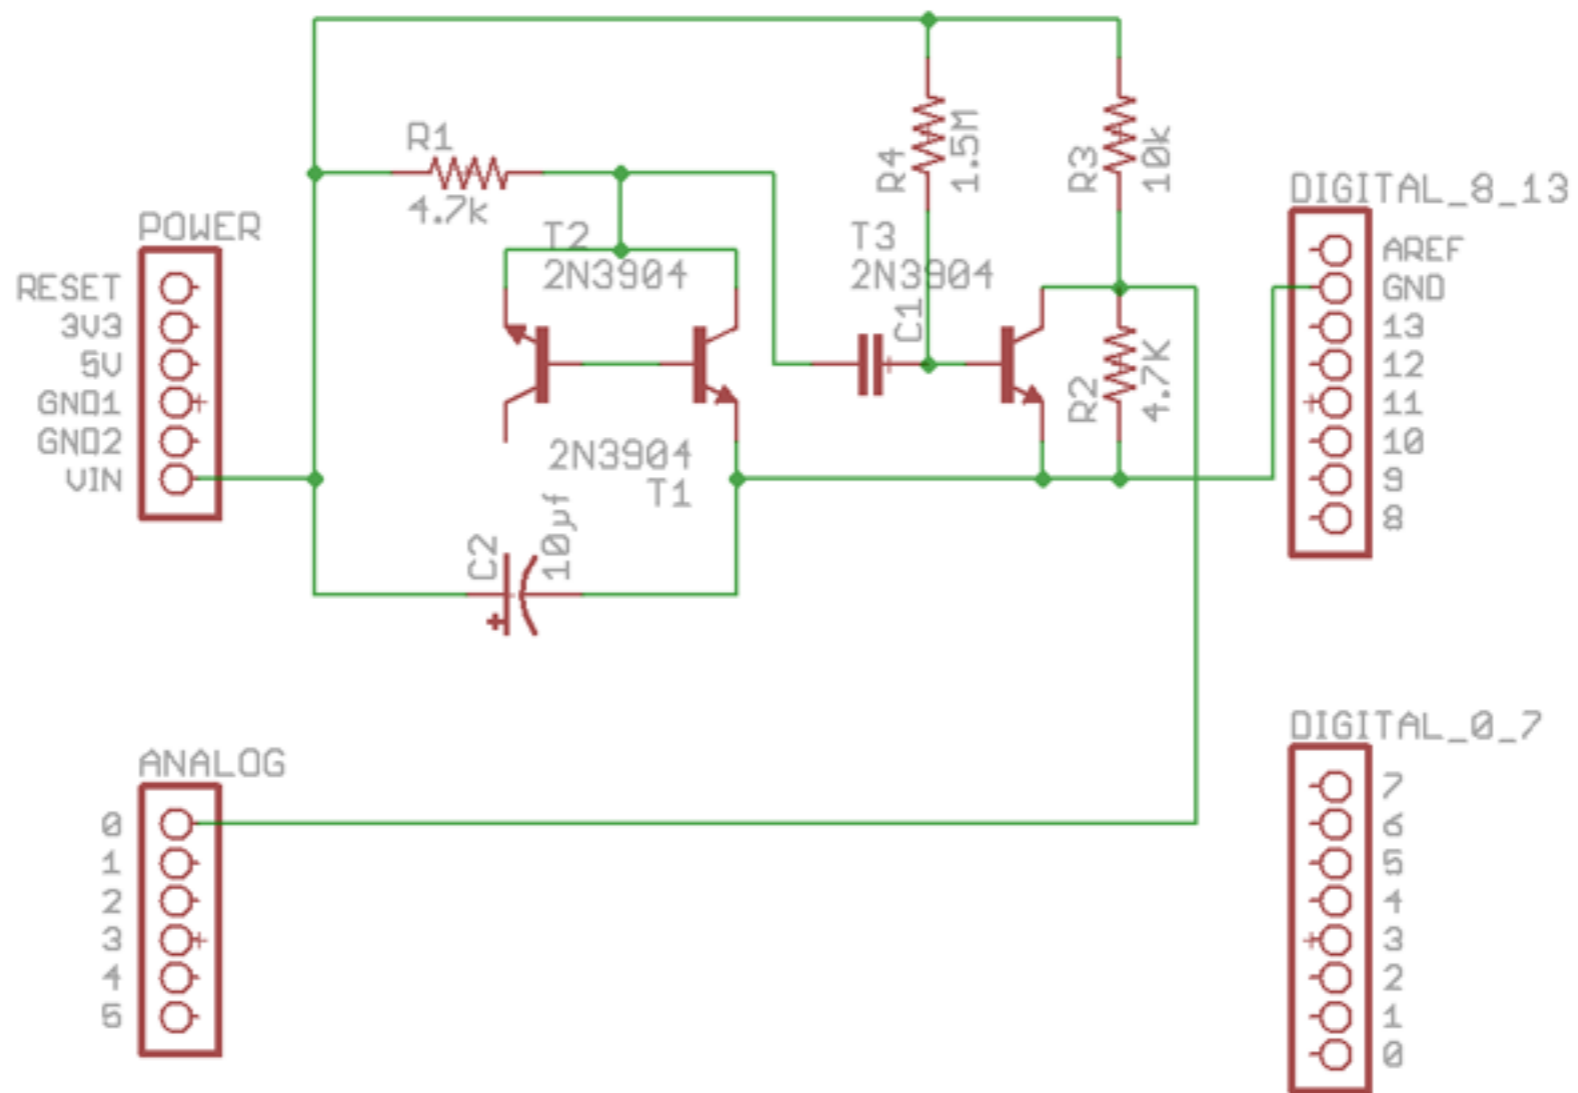 R1
4.7k
R4
1.5M
R3
10k
DIGITAL_8_13
POWER
T2
2N3904
T3
2N3904
AREF
RESET
GND
3V3
C1
13
5V
12
GND1
R2
4.7K
11
GND2
2N3904
10
VIN
T1
9
8
C2
10µf
DIGITAL_0_7
ANALOG
7
0
6
1
5
2
4
3
3
4
2
5
1
0